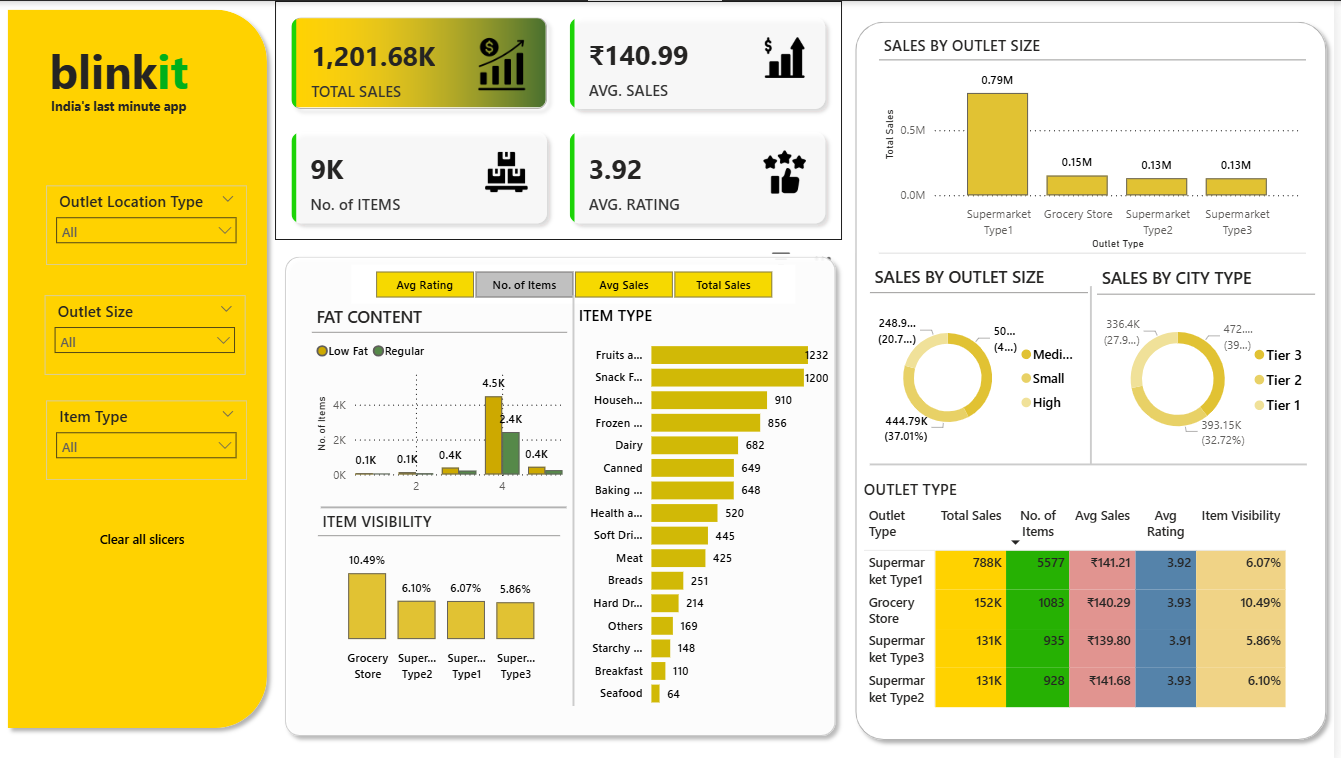 blinkit
India's last minute app
Outlet Location Type
All
Outlet Size
All
Item Type
All
Clear all slicers
1,201.68K
TOTAL SALES
₹140.99
AVG. SALES
9K
No. of ITEMS
3.92
AVG. RATING
Avg Rating
No. of Items
Avg Sales
Total Sales
FAT CONTENT
Low Fat
Regular
No. of Items
4K
2K
0K
0.1K
0.1K
0.4K
4.5K
2.4K
0.4K
2
4
ITEM VISIBILITY
10.49%
6.10%
6.07%
5.86%
Grocery Store
Super... Type2
Super... Type1
Super... Type3
ITEM TYPE
Fruits a... 1232
Snack F... 1200
Househ... 910
Frozen ... 856
Dairy 682
Canned 649
Baking ... 648
Health a... 520
Soft Dri... 445
Meat 425
Breads 251
Hard Dr... 214
Others 169
Starchy ... 148
Breakfast 110
Seafood 64
SALES BY OUTLET SIZE
Total Sales
0.5M
0.0M
0.79M
0.15M
0.13M
0.13M
Supermarket Type1
Grocery Store
Supermarket Type2
Supermarket Type3
Outlet Type
SALES BY OUTLET SIZE
248.9...
(20.7...)
50...
(4...)
444.79K
(37.01%)
Medi...
Small
High
SALES BY CITY TYPE
336.4K
(27.9...)
472....
(39...)
393.15K
(32.72%)
Tier 3
Tier 2
Tier 1
OUTLET TYPE
Outlet Type Total Sales No. of Items Avg Sales Avg Rating Item Visibility
Supermarket Type1 788K 5577 ₹141.21 3.92 6.07%
Grocery Store 152K 1083 ₹140.29 3.93 10.49%
Supermarket Type3 131K 935 ₹139.80 3.91 5.86%
Supermarket Type2 131K 928 ₹141.68 3.93 6.10%